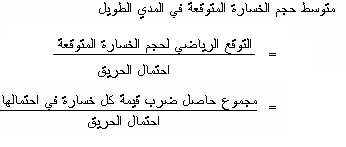 متوسط حجم الخسارة المتوقعة في المدي الطويل
التوقع الرياضي لحجم الخسارة المتوقعة
=
احتمال الحريق
مجموع حاصل ضرب قيمة كل خسارة في احتمالها
=
احتمال الحريق